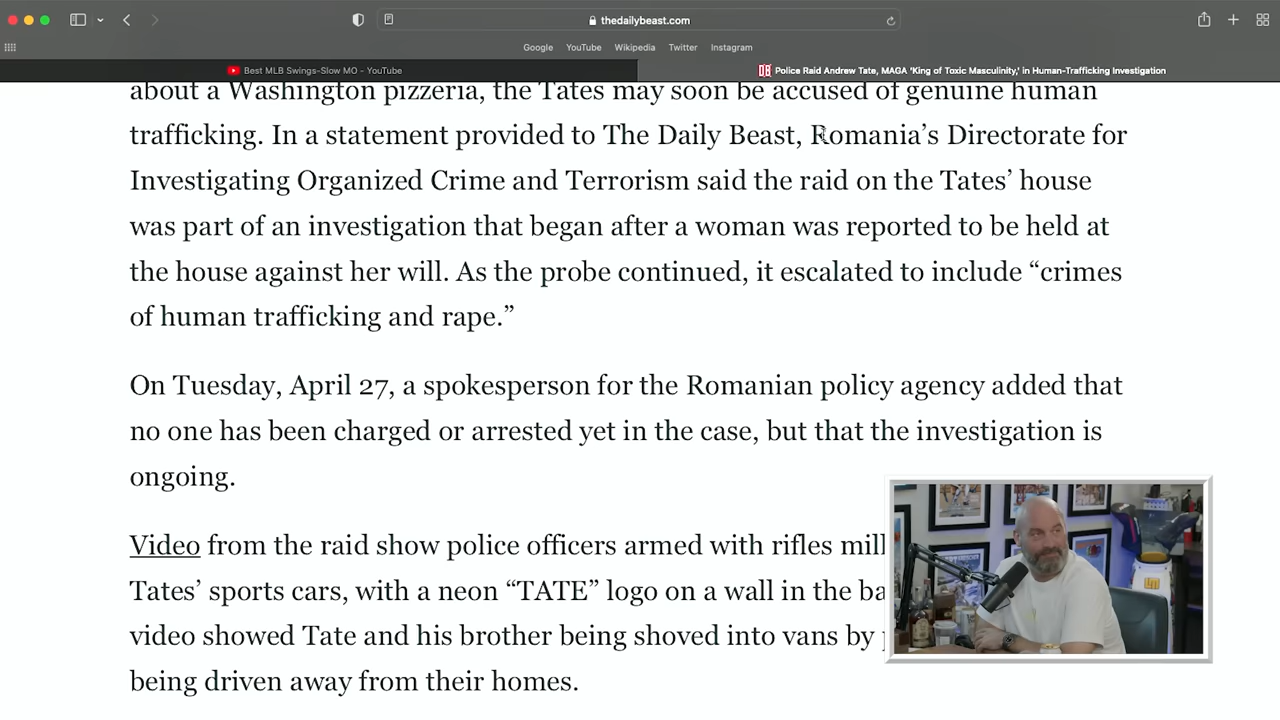 thedailybeast.com
Google YouTube Wikipedia Twitter Instagram
Best MLB Swings-Slow MO - YouTube
Police Raid Andrew Tate, MAGA 'King of Toxic Masculinity,' in Human-Trafficking Investigation
about a Washington pizzeria, the Tates may soon be accused of genuine human
trafficking. In a statement provided to The Daily Beast, Romania’s Directorate for
Investigating Organized Crime and Terrorism said the raid on the Tates’ house
was part of an investigation that began after a woman was reported to be held at
the house against her will. As the probe continued, it escalated to include “crimes
of human trafficking and rape.”
On Tuesday, April 27, a spokesperson for the Romanian policy agency added that
no one has been charged or arrested yet in the case, but that the investigation is
ongoing.
Video from the raid show police officers armed with rifles mill
Tates’ sports cars, with a neon “TATE” logo on a wall in the ba
video showed Tate and his brother being shoved into vans by
being driven away from their homes.